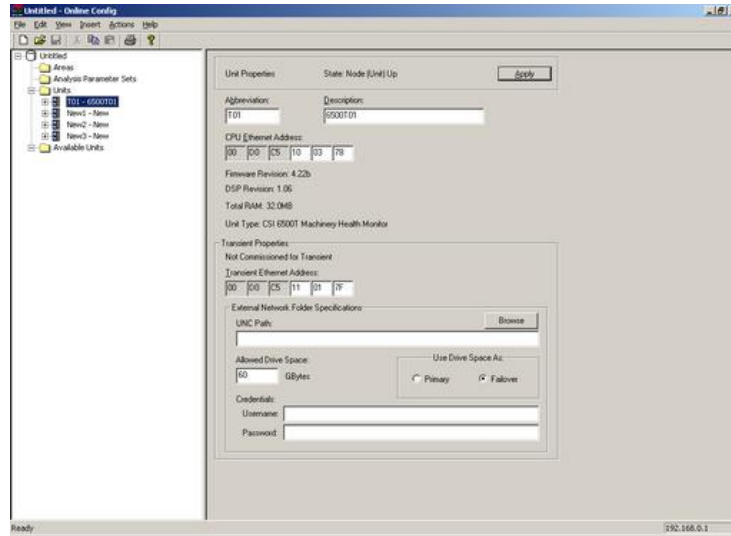 Untitled - Online Config
File Edit View Insert Actions Help
Untitled
Areas
Analysis Parameter Sets
Units
T01 - 6500T01
New1 - New
New2 - New
New3 - New
Available Units
Unit Properties State: Node (Unit) Up Apply
Abbreviation: Description:
T01 6500T01
CPU Ethernet Address:
00 D0 C5 10 03 78
Firmware Revision: 4.22b
DSP Revision: 1.06
Total RAM: 32.0MB
Unit Type: CSI 6500T Machinery Health Monitor
Transient Properties
Not Commissioned for Transient
Transient Ethernet Address:
00 D0 C5 11 01 7F
External Network Folder Specifications
UNC Path: Browse
Allowed Drive Space: Use Drive Space As:
60 GBytes Primary Failover
Credentials:
Username:
Password:
Ready 192.168.0.1